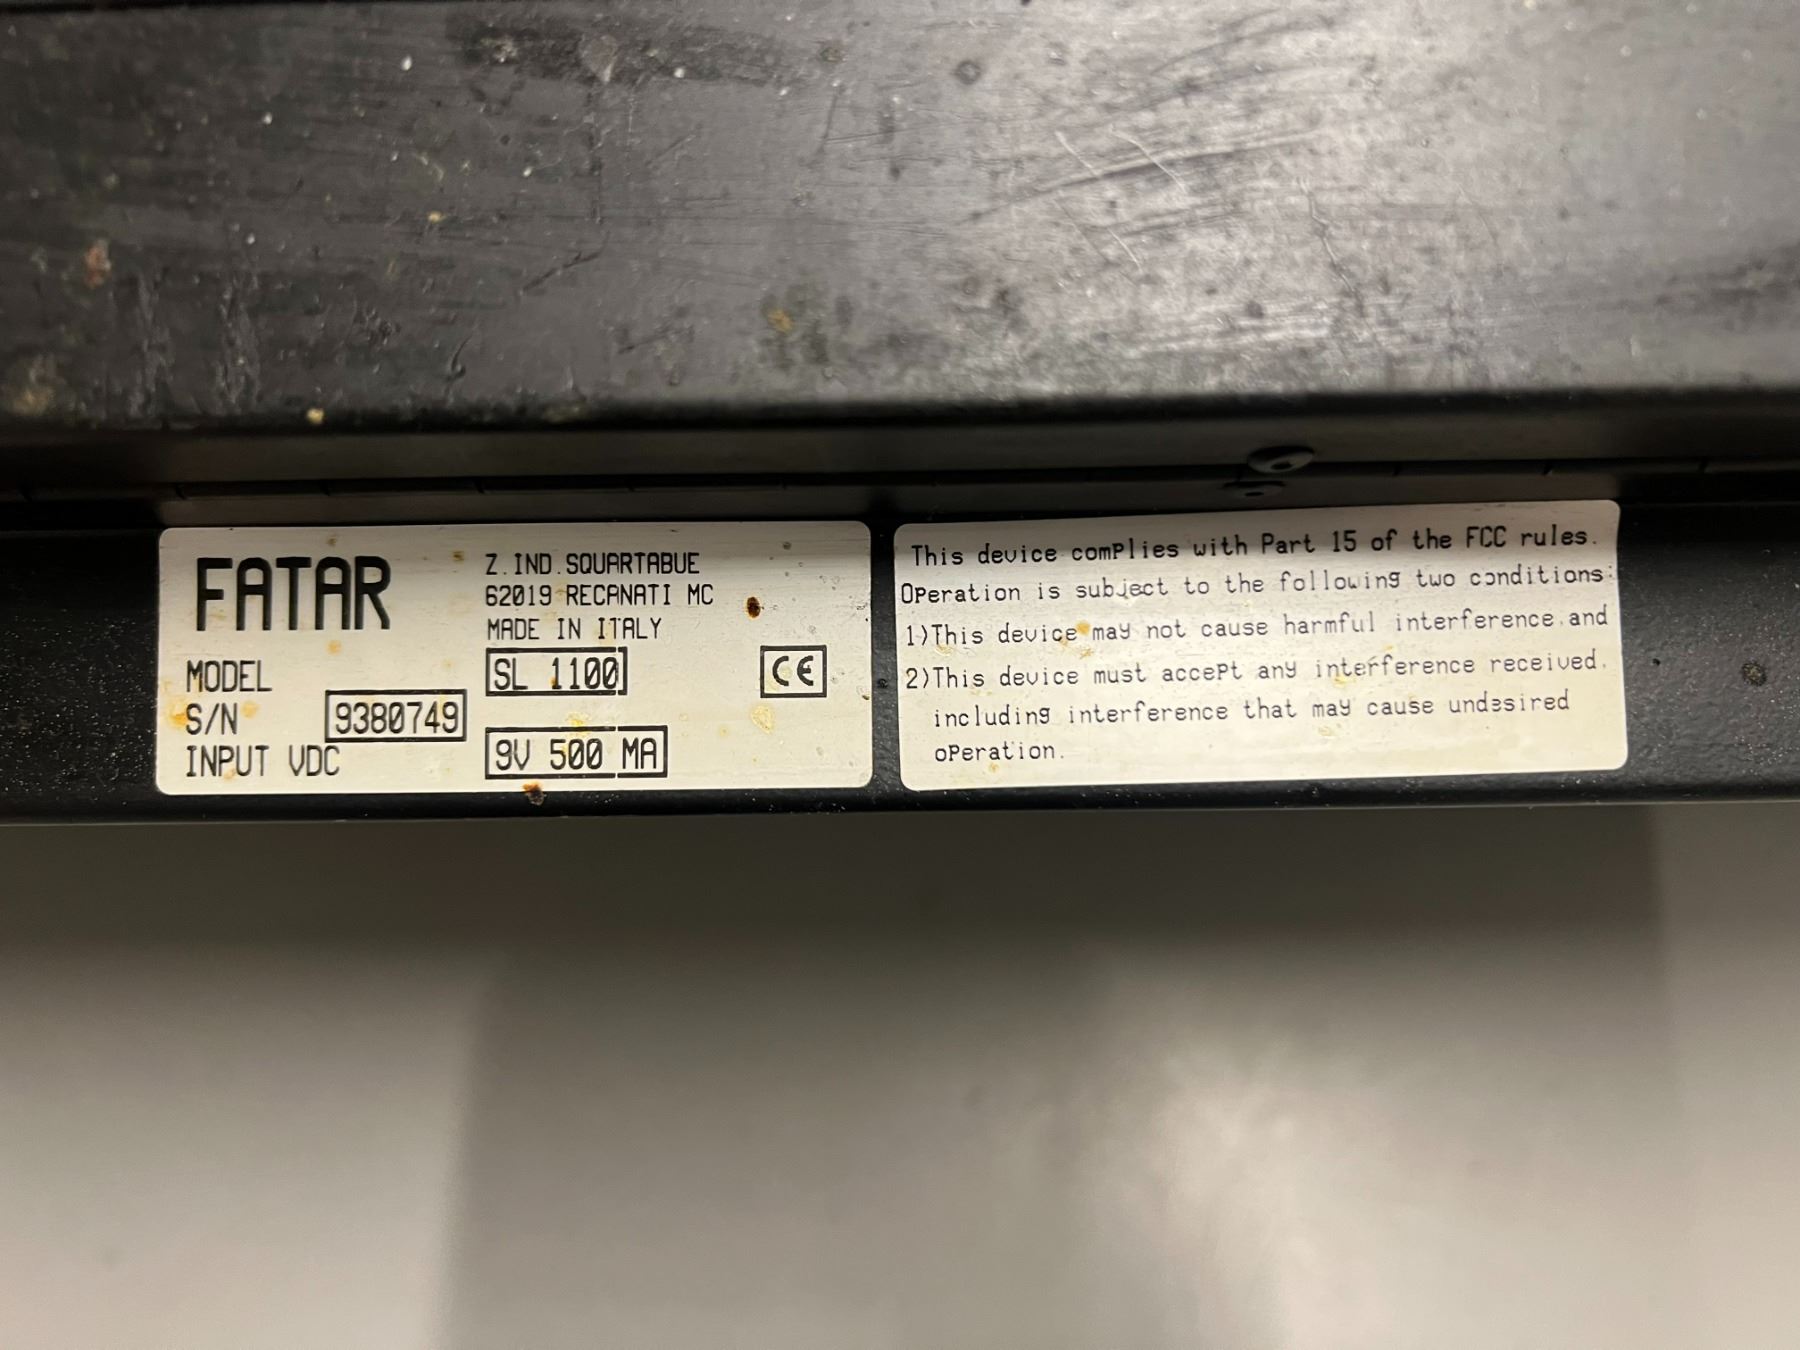 FATAR
Z.IND.SQUARTABUE
62019 RECANATI MC
MADE IN ITALY
MODEL SL 1100
CE
S/N 9380749
INPUT VDC 9V 500 MA
This device complies with Part 15 of the FCC rules.
Operation is subject to the following two conditions:
1)This device may not cause harmful interference.and
2)This device must accept any interference received.
including interference that may cause undesired
operation.